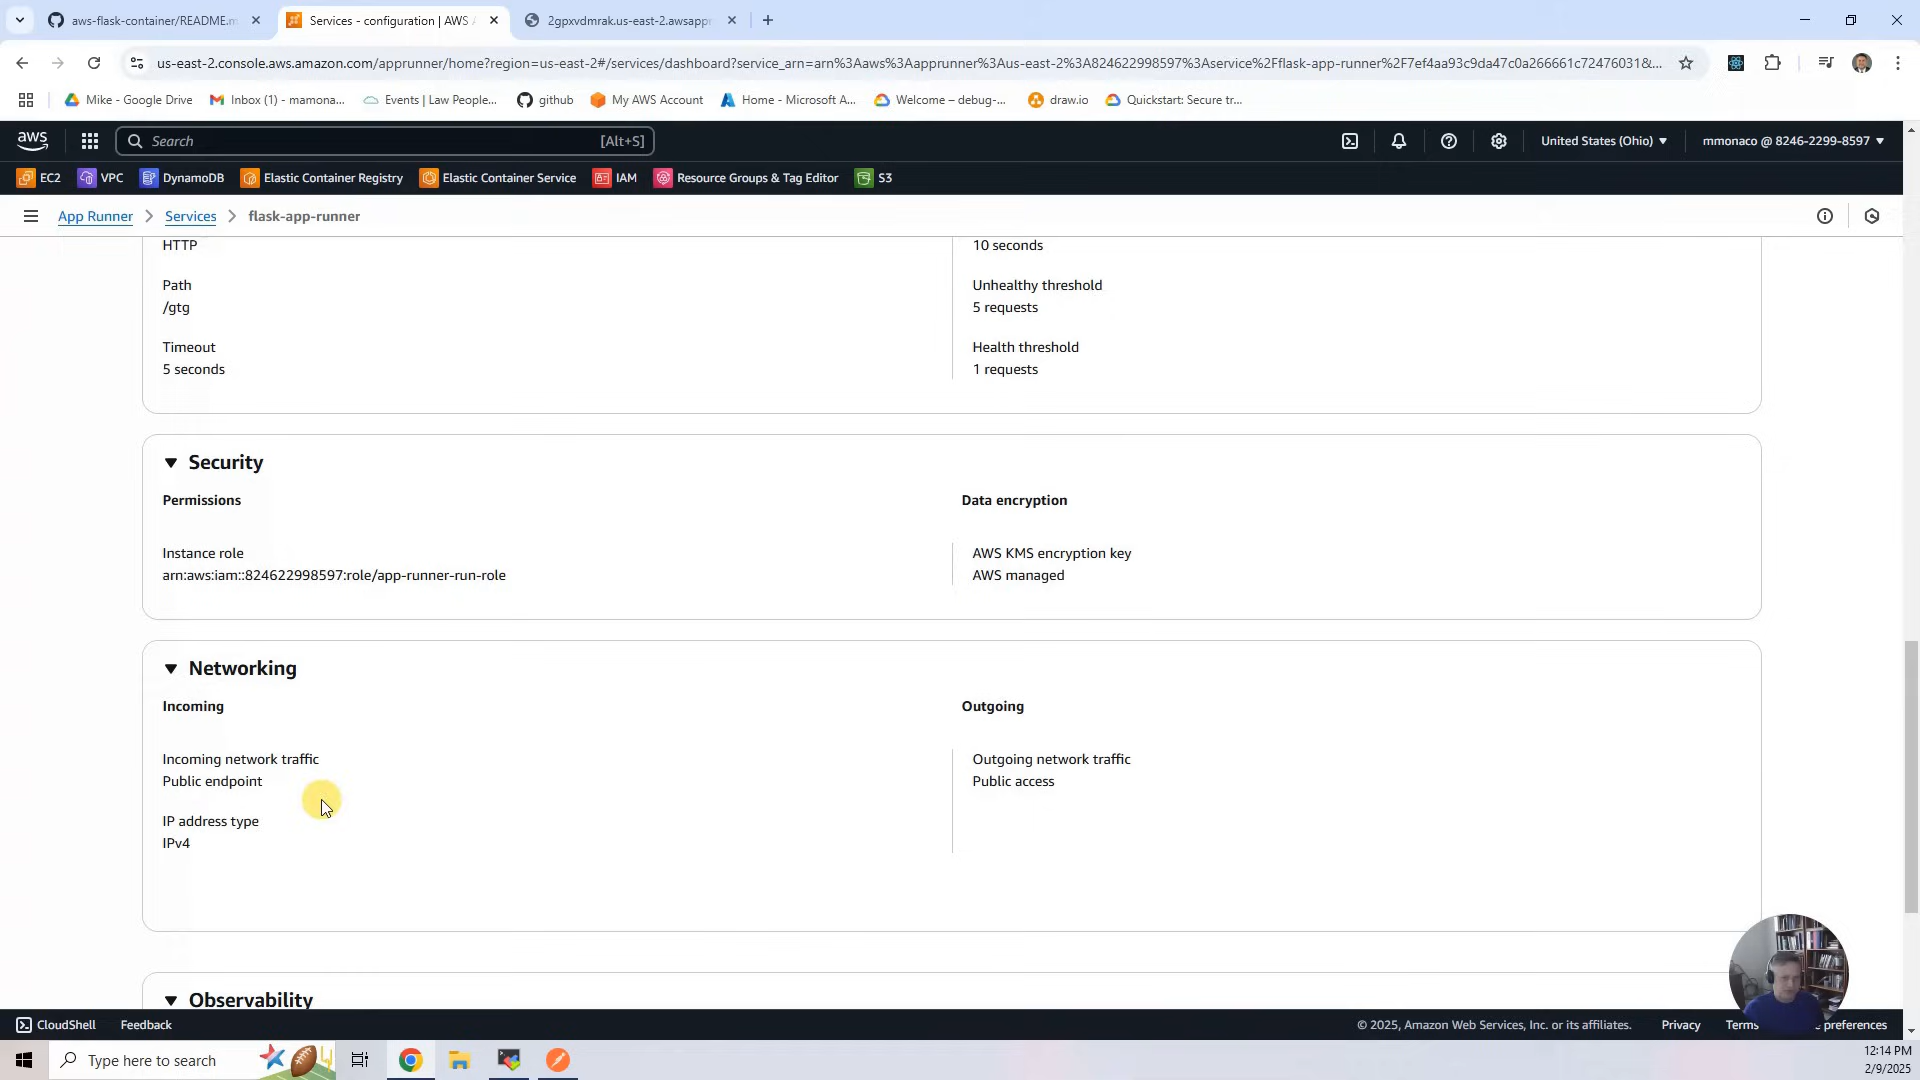 aws-flask-container/README.m
Services - configuration | AWS
2gpxvdmrak.us-east-2.awsappr
us-east-2.console.aws.amazon.com/apprunner/home?region=us-east-2#/services/dashboard?service_arn=arn%3Aaws%3Aapprunner%3Aus-east-2%3A824622998597%3Aservice%2Fflask-app-runner%2F7ef4aa93c9da47c0a266661c72476031&...
Mike - Google Drive
Inbox (1) - mamona...
Events | Law People...
github
My AWS Account
Home - Microsoft A...
Welcome – debug-...
draw.io
Quickstart: Secure tr...
aws
Search
[Alt+S]
United States (Ohio)
mmonaco @ 8246-2299-8597
EC2
VPC
DynamoDB
Elastic Container Registry
Elastic Container Service
IAM
Resource Groups & Tag Editor
S3
App Runner
Services
flask-app-runner
HTTP
10 seconds
Path
/gtg
Unhealthy threshold
5 requests
Timeout
5 seconds
Health threshold
1 requests
Security
Permissions
Data encryption
Instance role
arn:aws:iam::824622998597:role/app-runner-run-role
AWS KMS encryption key
AWS managed
Networking
Incoming
Outgoing
Incoming network traffic
Public endpoint
Outgoing network traffic
Public access
IP address type
IPv4
Observability
CloudShell
Feedback
© 2025, Amazon Web Services, Inc. or its affiliates.
Privacy
Terms
preferences
Type here to search
12:14 PM
2/9/2025